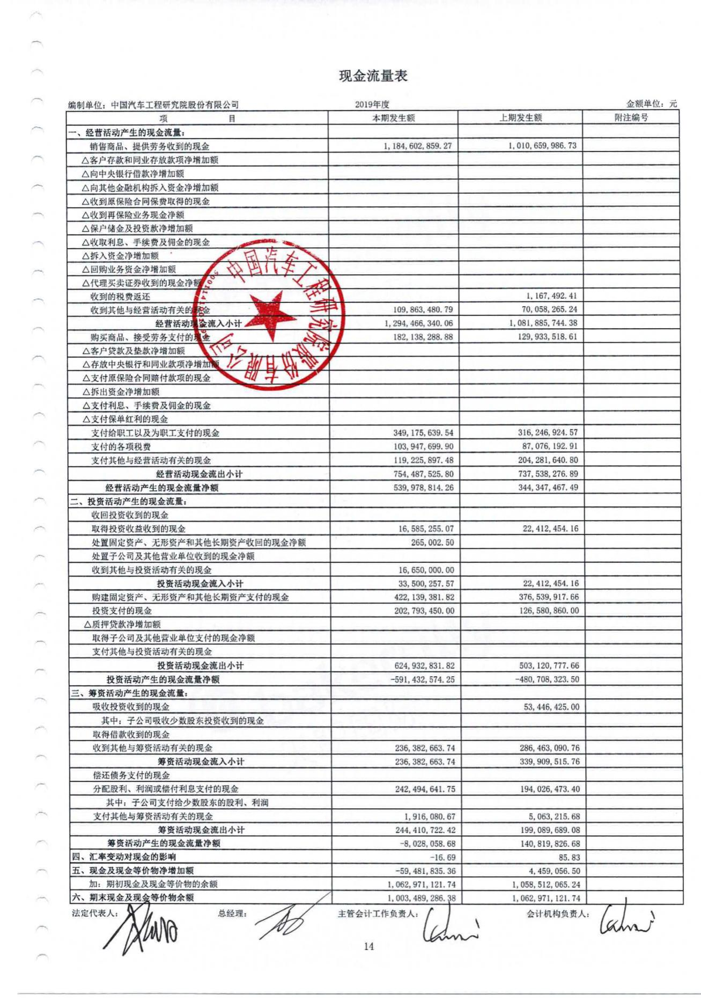 现金流量表
编制单位：中国汽车工程研究院股份有限公司 2019年度 金额单位：元
项 目 本期发生额 上期发生额 附注编号
一、经营活动产生的现金流量：
销售商品、提供劳务收到的现金 1,184,602,859.27 1,010,659,986.73
△客户存款和同业存放款项净增加额
△向中央银行借款净增加额
△向其他金融机构拆入资金净增加额
△收到原保险合同保费取得的现金
△收到再保险业务现金净额
△保户储金及投资款净增加额
△收取利息、手续费及佣金的现金
△拆入资金净增加额
△回购业务资金净增加额
△代理买卖证券收到的现金净额
收到的税费返还 1,167,492.41
收到其他与经营活动有关的现金 109,863,480.79 70,058,265.24
经营活动现金流入小计 1,294,466,340.06 1,081,885,744.38
购买商品、接受劳务支付的现金 182,138,288.88 129,933,518.61
△客户贷款及垫款净增加额
△存放中央银行和同业款项净增加额
△支付原保险合同赔付款项的现金
△拆出资金净增加额
△支付利息、手续费及佣金的现金
△支付保单红利的现金
支付给职工以及为职工支付的现金 349,175,639.54 316,246,924.57
支付的各项税费 103,947,699.90 87,076,192.91
支付其他与经营活动有关的现金 119,225,897.48 204,281,640.80
经营活动现金流出小计 754,487,525.80 737,538,276.89
经营活动产生的现金流量净额 539,978,814.26 344,347,467.49
二、投资活动产生的现金流量：
收回投资收到的现金
取得投资收益收到的现金 16,585,255.07 22,412,454.16
处置固定资产、无形资产和其他长期资产收回的现金净额 265,002.50
处置子公司及其他营业单位收到的现金净额
收到其他与投资活动有关的现金 16,650,000.00
投资活动现金流入小计 33,500,257.57 22,412,454.16
购建固定资产、无形资产和其他长期资产支付的现金 422,139,381.82 376,539,917.66
投资支付的现金 202,793,450.00 126,580,860.00
△质押贷款净增加额
取得子公司及其他营业单位支付的现金净额
支付其他与投资活动有关的现金
投资活动现金流出小计 624,932,831.82 503,120,777.66
投资活动产生的现金流量净额 -591,432,574.25 -480,708,323.50
三、筹资活动产生的现金流量：
吸收投资收到的现金 53,446,425.00
其中：子公司吸收少数股东投资收到的现金
取得借款收到的现金
收到其他与筹资活动有关的现金 236,382,663.74 286,463,090.76
筹资活动现金流入小计 236,382,663.74 339,909,515.76
偿还债务支付的现金
分配股利、利润或偿付利息支付的现金 242,494,641.75 194,026,473.40
其中：子公司支付给少数股东的股利、利润
支付其他与筹资活动有关的现金 1,916,080.67 5,063,215.68
筹资活动现金流出小计 244,410,722.42 199,089,689.08
筹资活动产生的现金流量净额 -8,028,058.68 140,819,826.68
四、汇率变动对现金的影响 -16.69 85.83
五、现金及现金等价物净增加额 -59,481,835.36 4,459,056.50
加：期初现金及现金等价物的余额 1,062,971,121.74 1,058,512,065.24
六、期末现金及现金等价物余额 1,003,489,286.38 1,062,971,121.74
法定代表人： 总经理： 主管会计工作负责人： 会计机构负责人：
14
中国汽车工程研究院股份有限公司